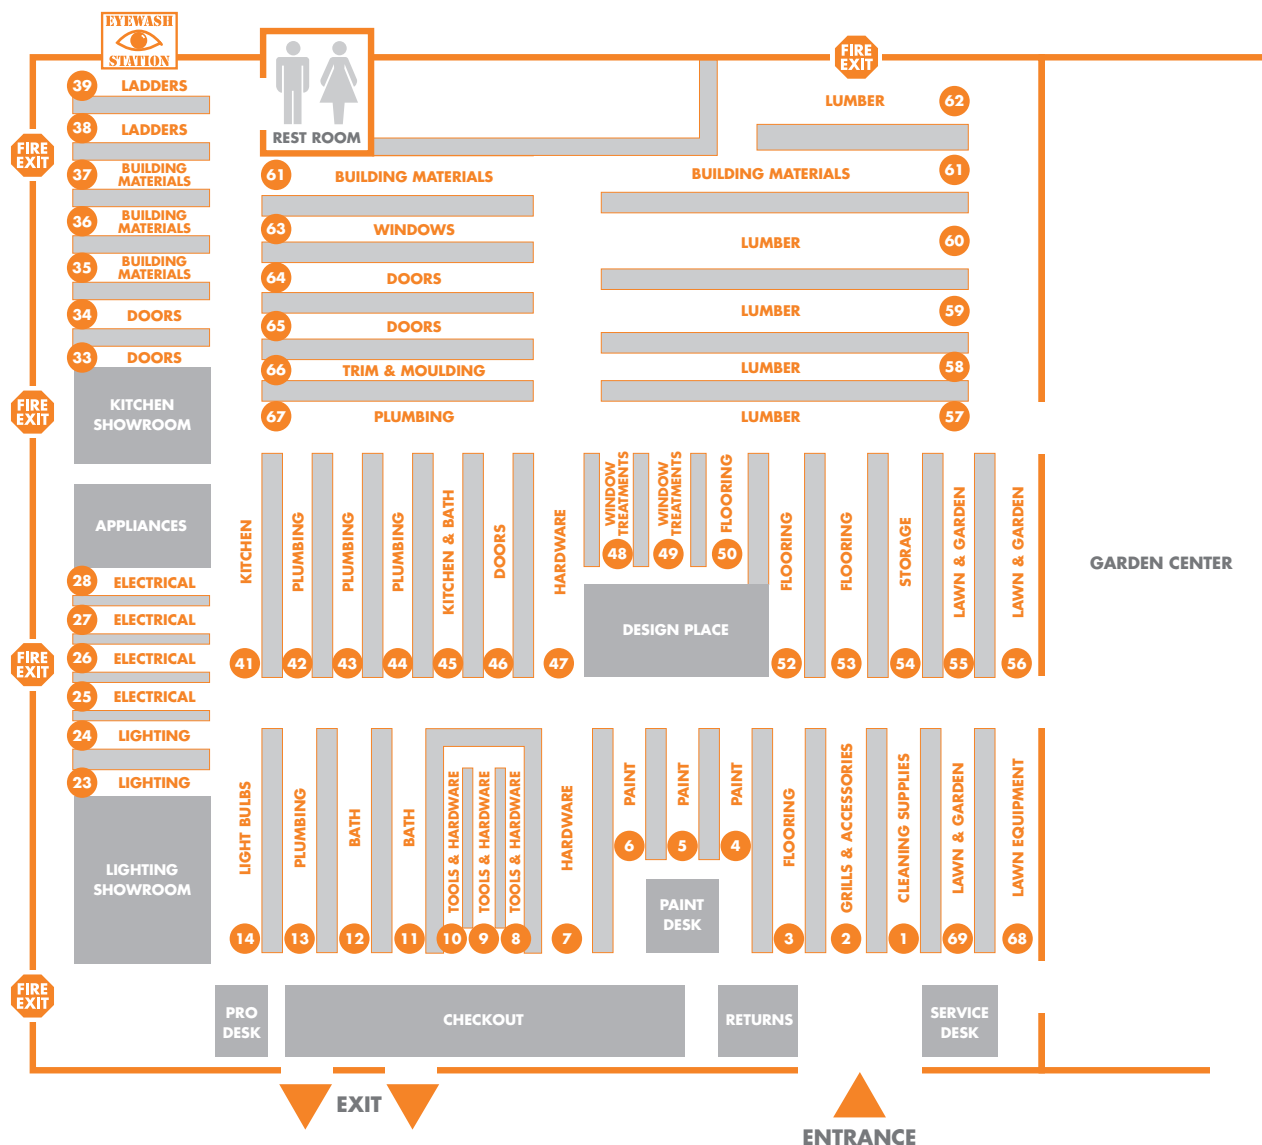 EYEWASH
STATION
FIRE
EXIT
39 LADDERS
REST ROOM
LUMBER 62
38 LADDERS
FIRE
EXIT
37 BUILDING
MATERIALS
61 BUILDING MATERIALS
BUILDING MATERIALS 61
36 BUILDING
MATERIALS
63 WINDOWS
LUMBER 60
35 BUILDING
MATERIALS
64 DOORS
34 DOORS
65 DOORS
LUMBER 59
33 DOORS
66 TRIM & MOULDING
LUMBER 58
FIRE
EXIT
KITCHEN
SHOWROOM
67 PLUMBING
LUMBER 57
APPLIANCES
28 ELECTRICAL
27 ELECTRICAL
FIRE
EXIT
26 ELECTRICAL
25 ELECTRICAL
24 LIGHTING
23 LIGHTING
KITCHEN
41
PLUMBING
42
PLUMBING
43
PLUMBING
44
KITCHEN & BATH
45
DOORS
46
HARDWARE
47
WINDOW
TREATMENTS
48
WINDOW
TREATMENTS
49
FLOORING
50
DESIGN PLACE
FLOORING
52
FLOORING
53
STORAGE
54
LAWN & GARDEN
55
LAWN & GARDEN
56
GARDEN CENTER
LIGHTING
SHOWROOM
LIGHT BULBS
14
PLUMBING
13
BATH
12
BATH
11
TOOLS & HARDWARE
10
TOOLS & HARDWARE
9
TOOLS & HARDWARE
8
HARDWARE
7
PAINT
6
PAINT
5
PAINT
4
PAINT
DESK
FLOORING
3
GRILLS & ACCESSORIES
2
CLEANING SUPPLIES
1
LAWN & GARDEN
69
LAWN EQUIPMENT
68
FIRE
EXIT
PRO
DESK
CHECKOUT
RETURNS
SERVICE
DESK
EXIT
ENTRANCE